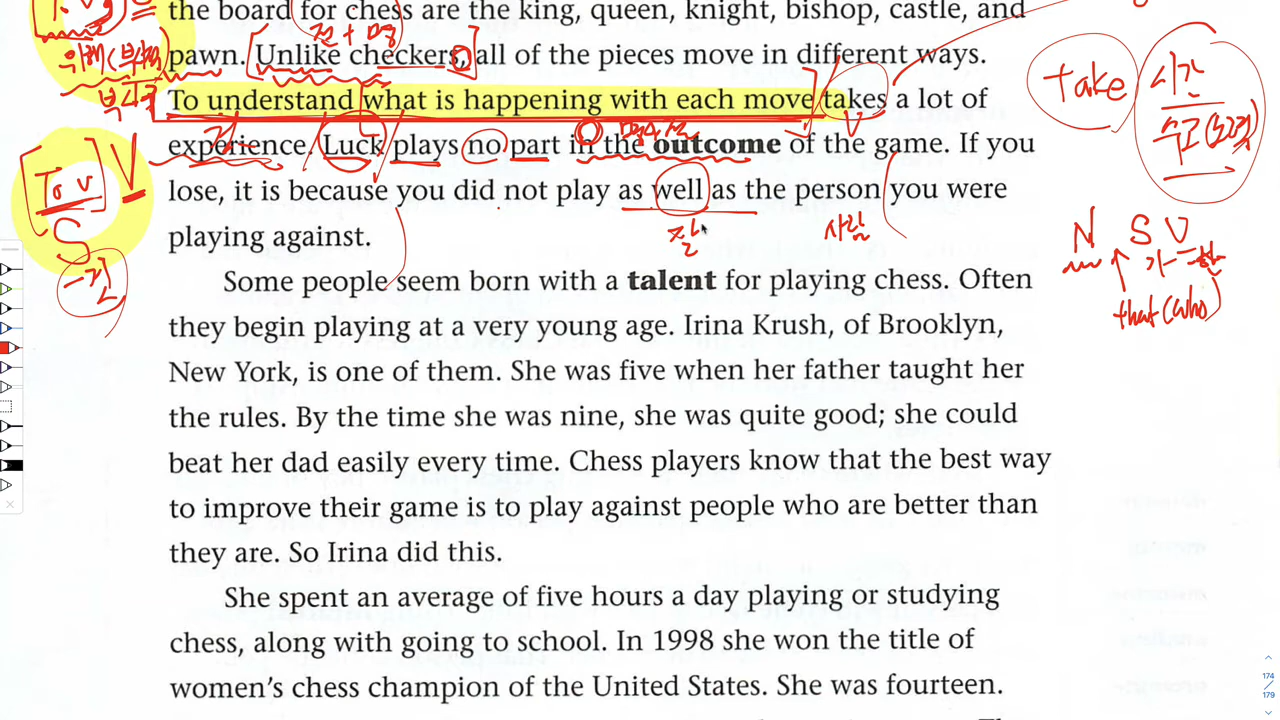 the board for chess are the king, queen, knight, bishop, castle, and
전 + 명
위해(부사)
pawn. Unlike checkers, all of the pieces move in different ways.
take
시간
To understand what is happening with each move takes a lot of
V
experience. Luck plays no part in the outcome of the game. If you
To V
V
lose, it is because you did not play as well as the person you were
S
잘
사람
N S V
playing against.
that (who)
Some people seem born with a talent for playing chess. Often
they begin playing at a very young age. Irina Krush, of Brooklyn,
New York, is one of them. She was five when her father taught her
the rules. By the time she was nine, she was quite good; she could
beat her dad easily every time. Chess players know that the best way
to improve their game is to play against people who are better than
they are. So Irina did this.
She spent an average of five hours a day playing or studying
chess, along with going to school. In 1998 she won the title of
women's chess champion of the United States. She was fourteen.
174
179